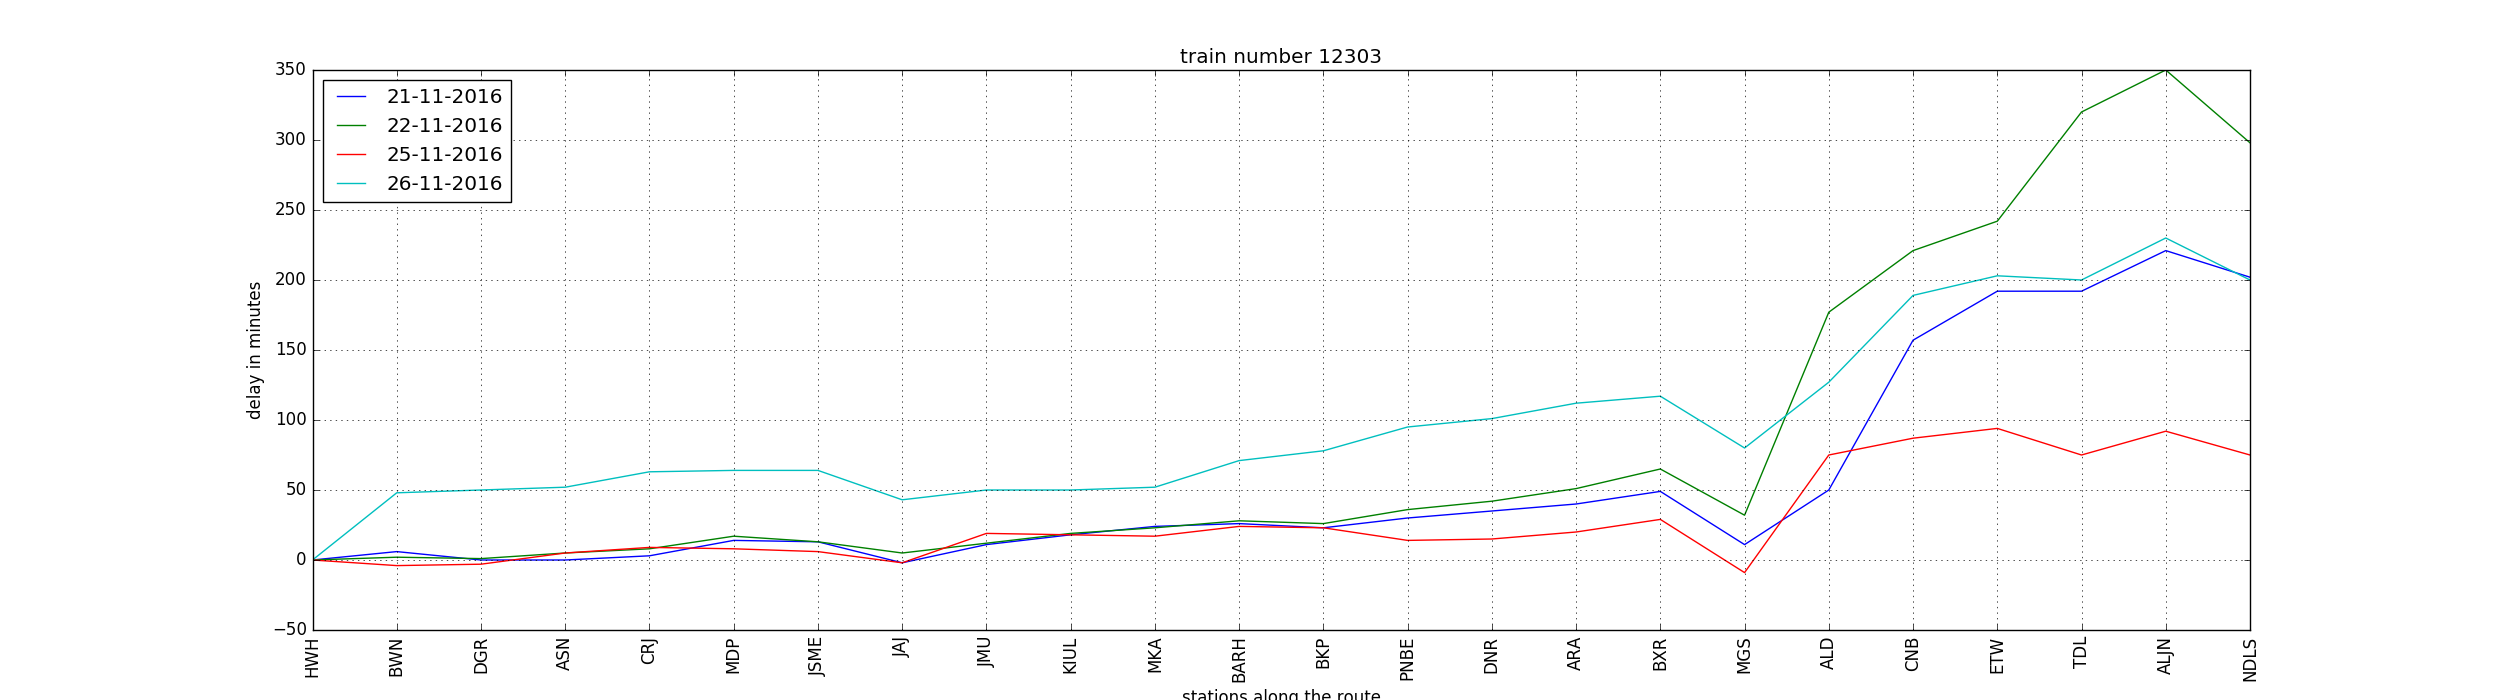 train number 12303
350
300
250
200
150
100
50
0
−50
delay in minutes
21-11-2016
22-11-2016
25-11-2016
26-11-2016
HWH
BWN
DGR
ASN
CRJ
MDP
JSME
JAJ
JMU
KIUL
MKA
BARH
BKP
PNBE
DNR
ARA
BXR
MGS
ALD
CNB
ETW
TDL
ALJN
NDLS
stations along the route